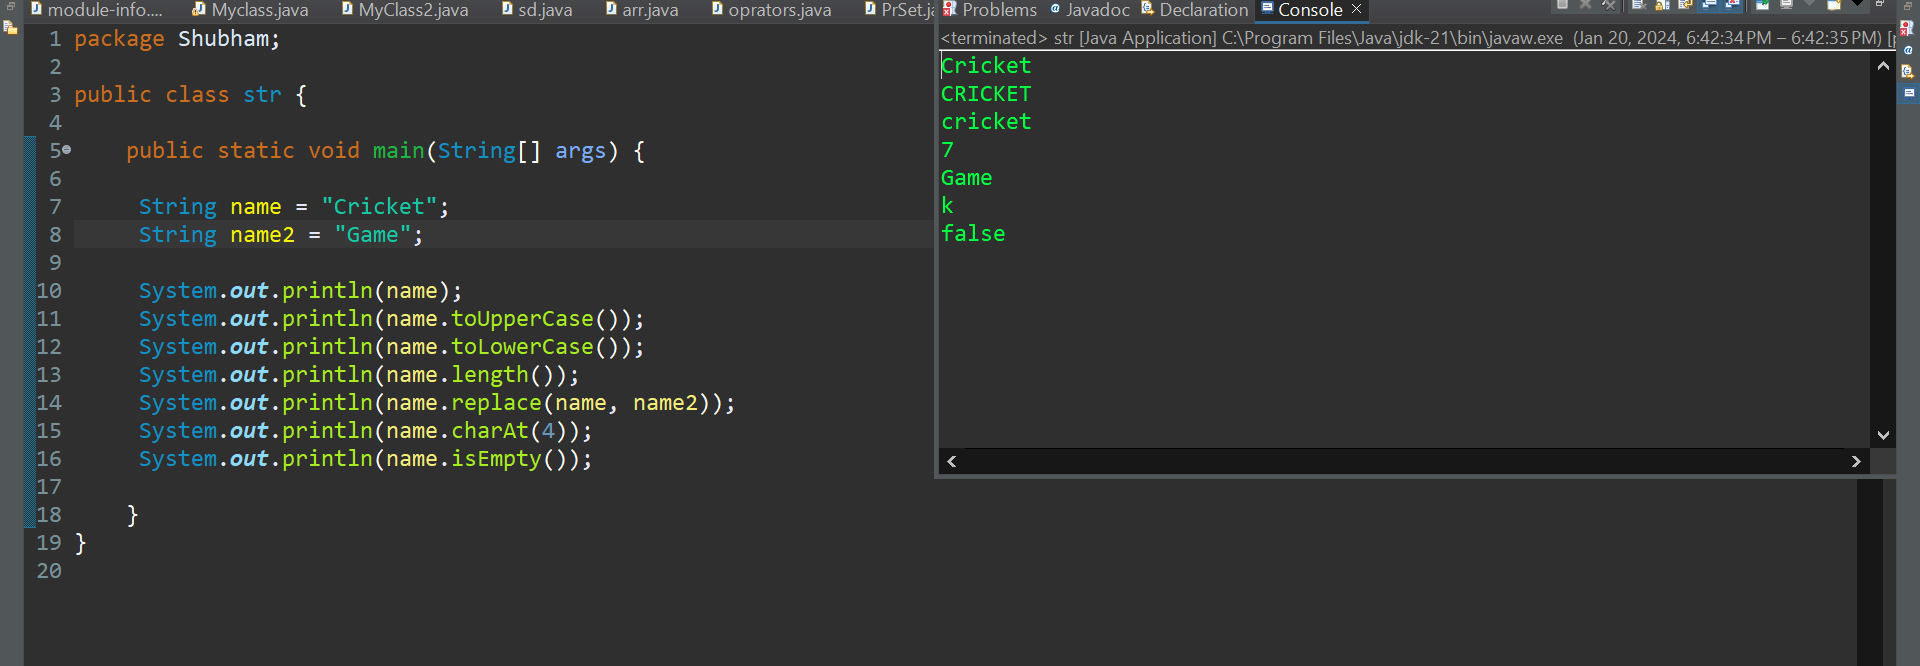 module-info.... Myclass.java MyClass2.java sd.java arr.java oprators.java PrSet.ja
1 package Shubham;
2
3 public class str {
4
5 public static void main(String[] args) {
6
7 String name = "Cricket";
8 String name2 = "Game";
9
10 System.out.println(name);
11 System.out.println(name.toUpperCase());
12 System.out.println(name.toLowerCase());
13 System.out.println(name.length());
14 System.out.println(name.replace(name, name2));
15 System.out.println(name.charAt(4));
16 System.out.println(name.isEmpty());
17
18 }
19 }
20
Problems Javadoc Declaration Console
<terminated> str [Java Application] C:\Program Files\Java\jdk-21\bin\javaw.exe (Jan 20, 2024, 6:42:34 PM – 6:42:35 PM) [
Cricket
CRICKET
cricket
7
Game
k
false